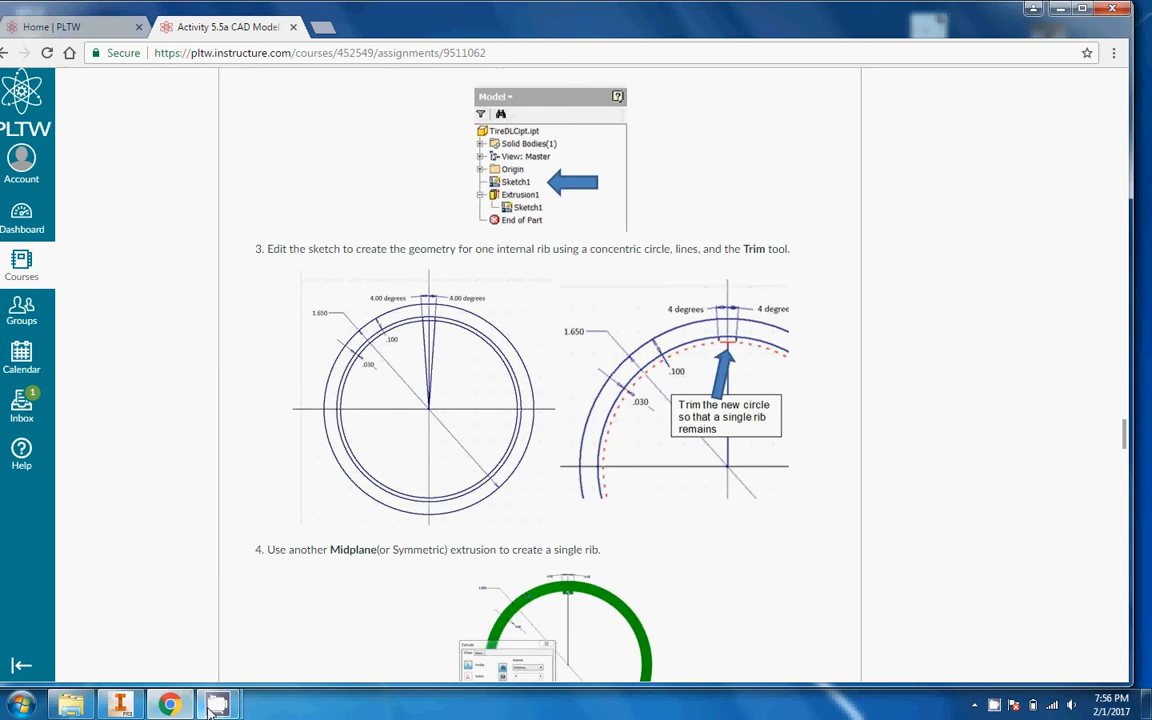 Home | PLTW
Activity 5.5a CAD Model
Secure
https://pltw.instructure.com/courses/452549/assignments/9511062
PLTW
Account
Dashboard
Courses
Groups
Calendar
1
Inbox
Help
Model
TireDLCipt.ipt
Solid Bodies(1)
View: Master
Origin
Sketch1
Extrusion1
Sketch1
End of Part
3. Edit the sketch to create the geometry for one internal rib using a concentric circle, lines, and the Trim tool.
4.00 degrees 4.00 degrees
1.650
.100
.030
4 degrees 4 degree
1.650
.100
.030
Trim the new circle
so that a single rib
remains
4. Use another Midplane(or Symmetric) extrusion to create a single rib.
PRO
7:56 PM
2/1/2017